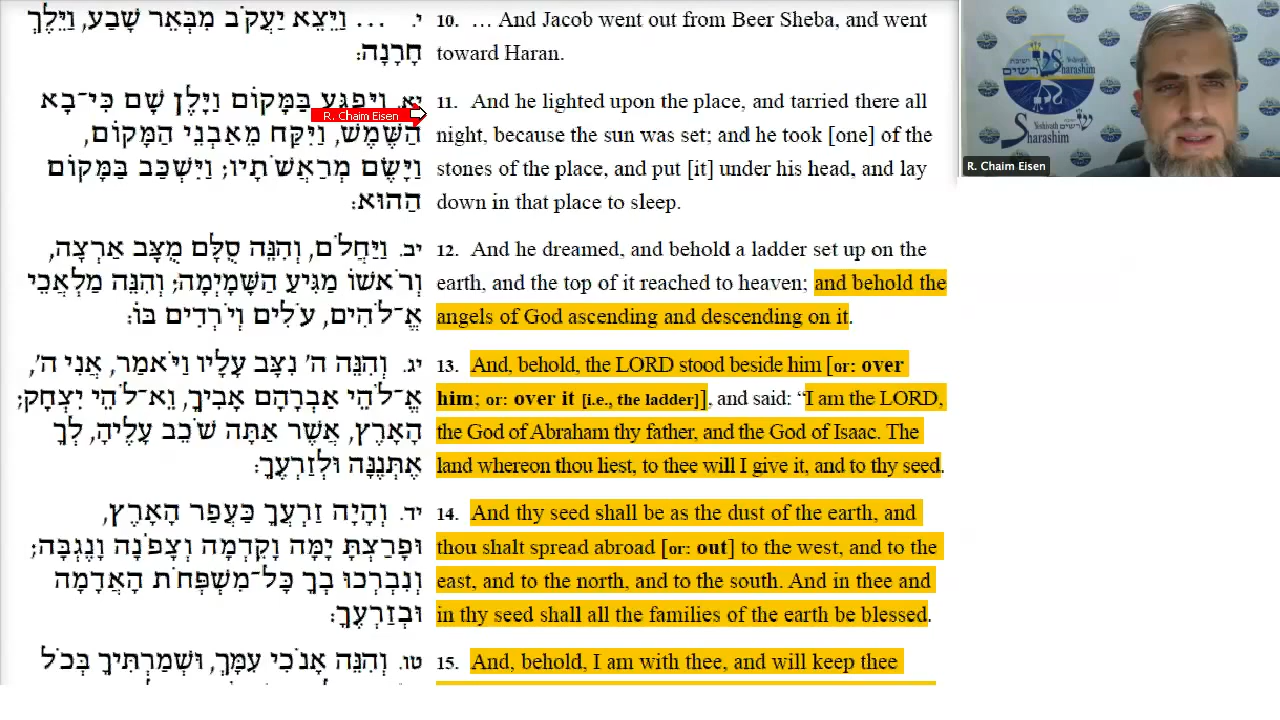 י. ... וַיֵּצֵא יַעֲקֹב מִבְּאֵר שָׁבַע, וַיֵּלֶךְ
חָרָנָה:
יא. וַיִּפְגַּע בַּמָּקוֹם וַיָּלֶן שָׁם כִּי־בָא
הַשֶּׁמֶשׁ, וַיִּקַּח מֵאַבְנֵי הַמָּקוֹם,
וַיָּשֶׂם מְרַאֲשֹׁתָיו; וַיִּשְׁכַּב בַּמָּקוֹם
הַהוּא:
יב. וַיַּחֲלֹם, וְהִנֵּה סֻלָּם מֻצָּב אַרְצָה,
וְרֹאשׁוֹ מַגִּיעַ הַשָּׁמָיְמָה; וְהִנֵּה מַלְאֲכֵי
אֱ־לֹהִים, עֹלִים וְיֹרְדִים בּוֹ:
יג. וְהִנֵּה ה' נִצָּב עָלָיו וַיֹּאמַר, אֲנִי ה',
אֱ־לֹהֵי אַבְרָהָם אָבִיךָ, וֵא־לֹהֵי יִצְחָק;
הָאָרֶץ, אֲשֶׁר אַתָּה שֹׁכֵב עָלֶיהָ, לְךָ
אֶתְּנֶנָּה וּלְזַרְעֶךָ:
יד. וְהָיָה זַרְעֲךָ כַּעֲפַר הָאָרֶץ,
וּפָרַצְתָּ יָמָּה וָקֵדְמָה וְצָפֹנָה וָנֶגְבָּה;
וְנִבְרְכוּ בְךָ כָּל־מִשְׁפְּחֹת הָאֲדָמָה
וּבְזַרְעֶךָ:
טו. וְהִנֵּה אָנֹכִי עִמָּךְ, וּשְׁמַרְתִּיךָ בְּכֹל
10. ... And Jacob went out from Beer Sheba, and went
toward Haran.
11. And he lighted upon the place, and tarried there all
night, because the sun was set; and he took [one] of the
stones of the place, and put [it] under his head, and lay
down in that place to sleep.
12. And he dreamed, and behold a ladder set up on the
earth, and the top of it reached to heaven; and behold the
angels of God ascending and descending on it.
13. And, behold, the LORD stood beside him [or: over
him; or: over it [i.e., the ladder]], and said: “I am the LORD,
the God of Abraham thy father, and the God of Isaac. The
land whereon thou liest, to thee will I give it, and to thy seed.
14. And thy seed shall be as the dust of the earth, and
thou shalt spread abroad [or: out] to the west, and to the
east, and to the north, and to the south. And in thee and
in thy seed shall all the families of the earth be blessed.
15. And, behold, I am with thee, and will keep thee
R. Chaim Eisen
Yeshivath
Sharashim
ישיבת
שרשים
Yeshivath
Sharashim
R. Chaim Eisen